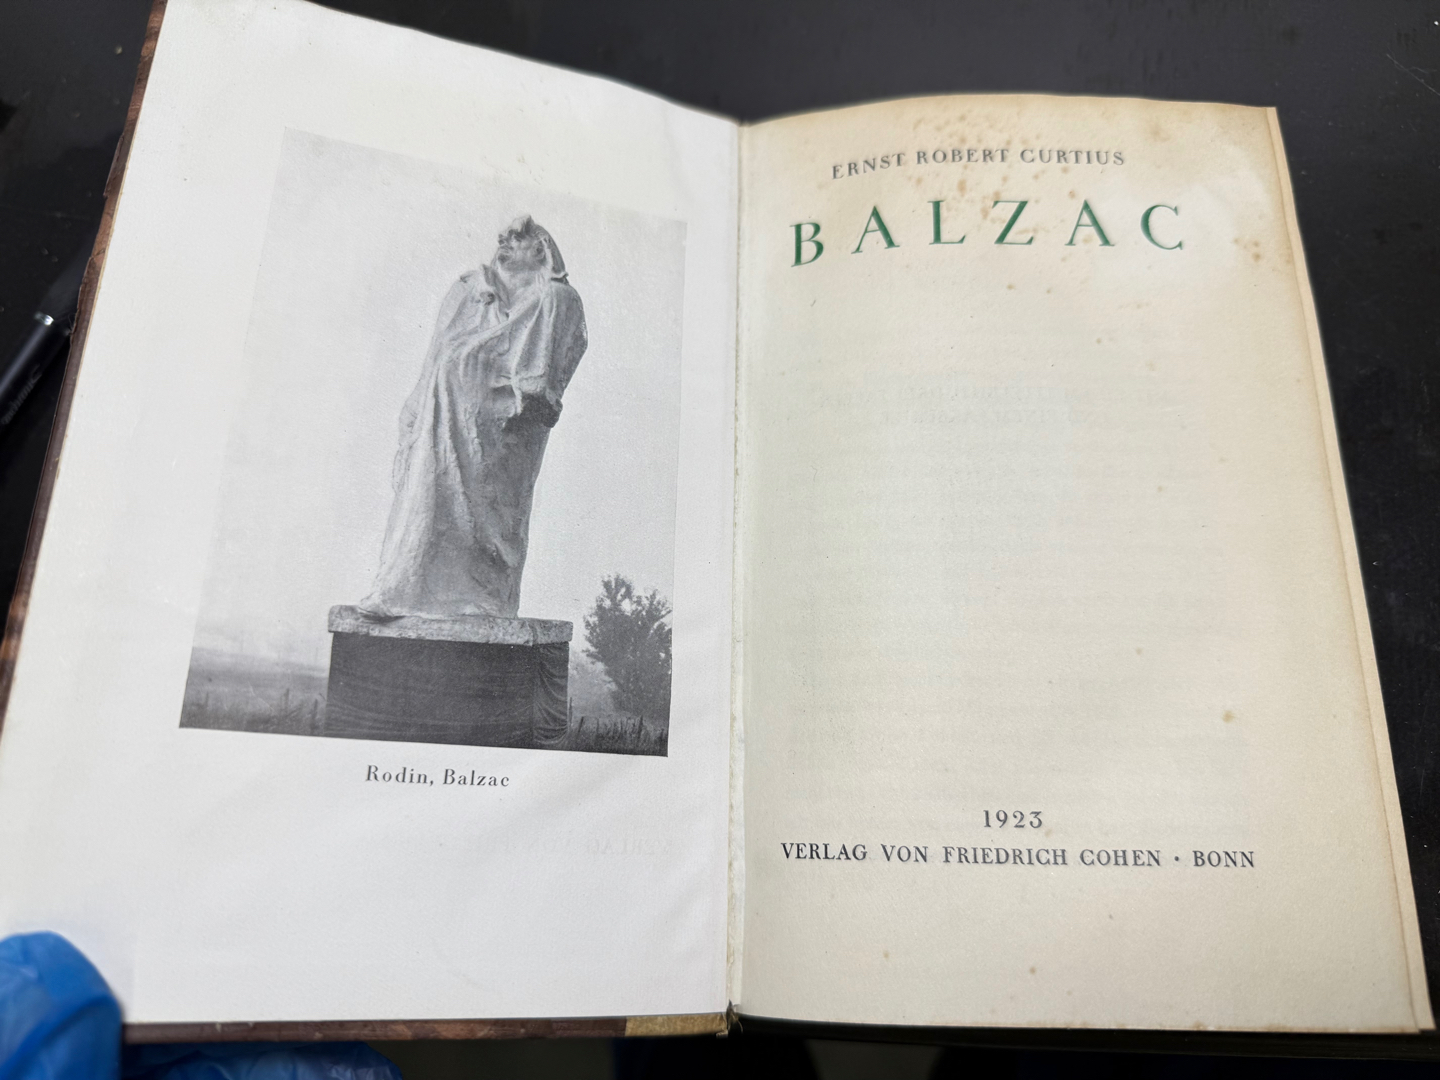 Rodin, Balzac
ERNST ROBERT CURTIUS
BALZAC
1923
VERLAG VON FRIEDRICH COHEN · BONN